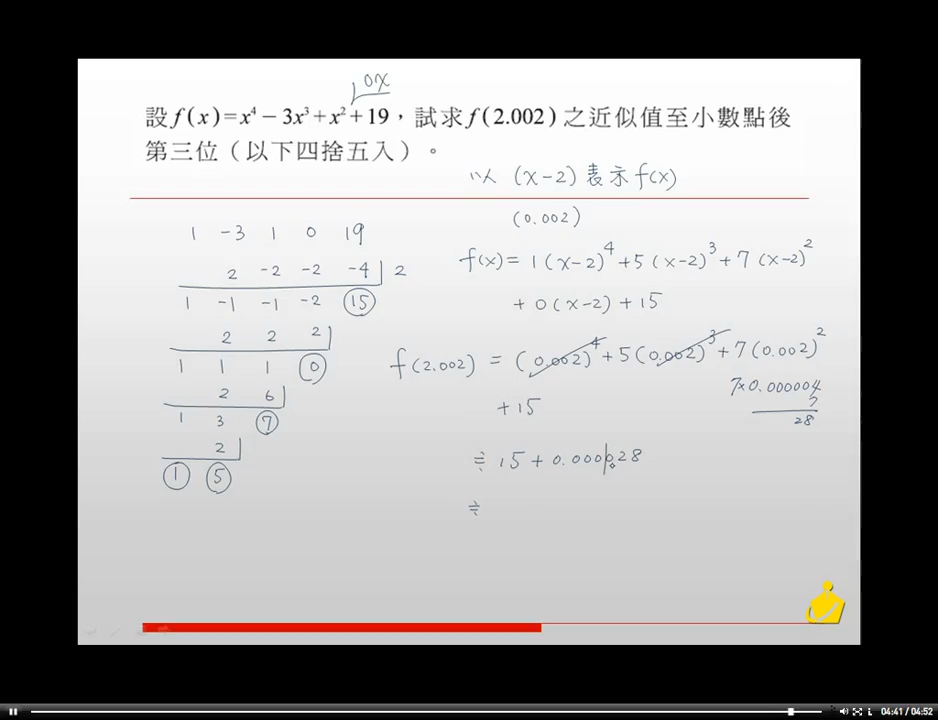 0x
設 f(x)=x⁴－3x³＋x²＋19，試求 f(2.002) 之近似值至小數點後
第三位（以下四捨五入）。
以 (x-2) 表示 f(x)
(0.002)
1 -3 1 0 19
2 -2 -2 -4 2
1 -1 -1 -2 15
2 2 2
1 1 1 0
2 6
1 3 7
2
1 5
f(x) = 1(x-2)⁴+5(x-2)³+7(x-2)²
+0(x-2)+15
f(2.002) = (0.002)⁴+5(0.002)³+7(0.002)²
+15
7×0.000004
7
28
≒ 15+0.000028
≒
04:41 / 04:52